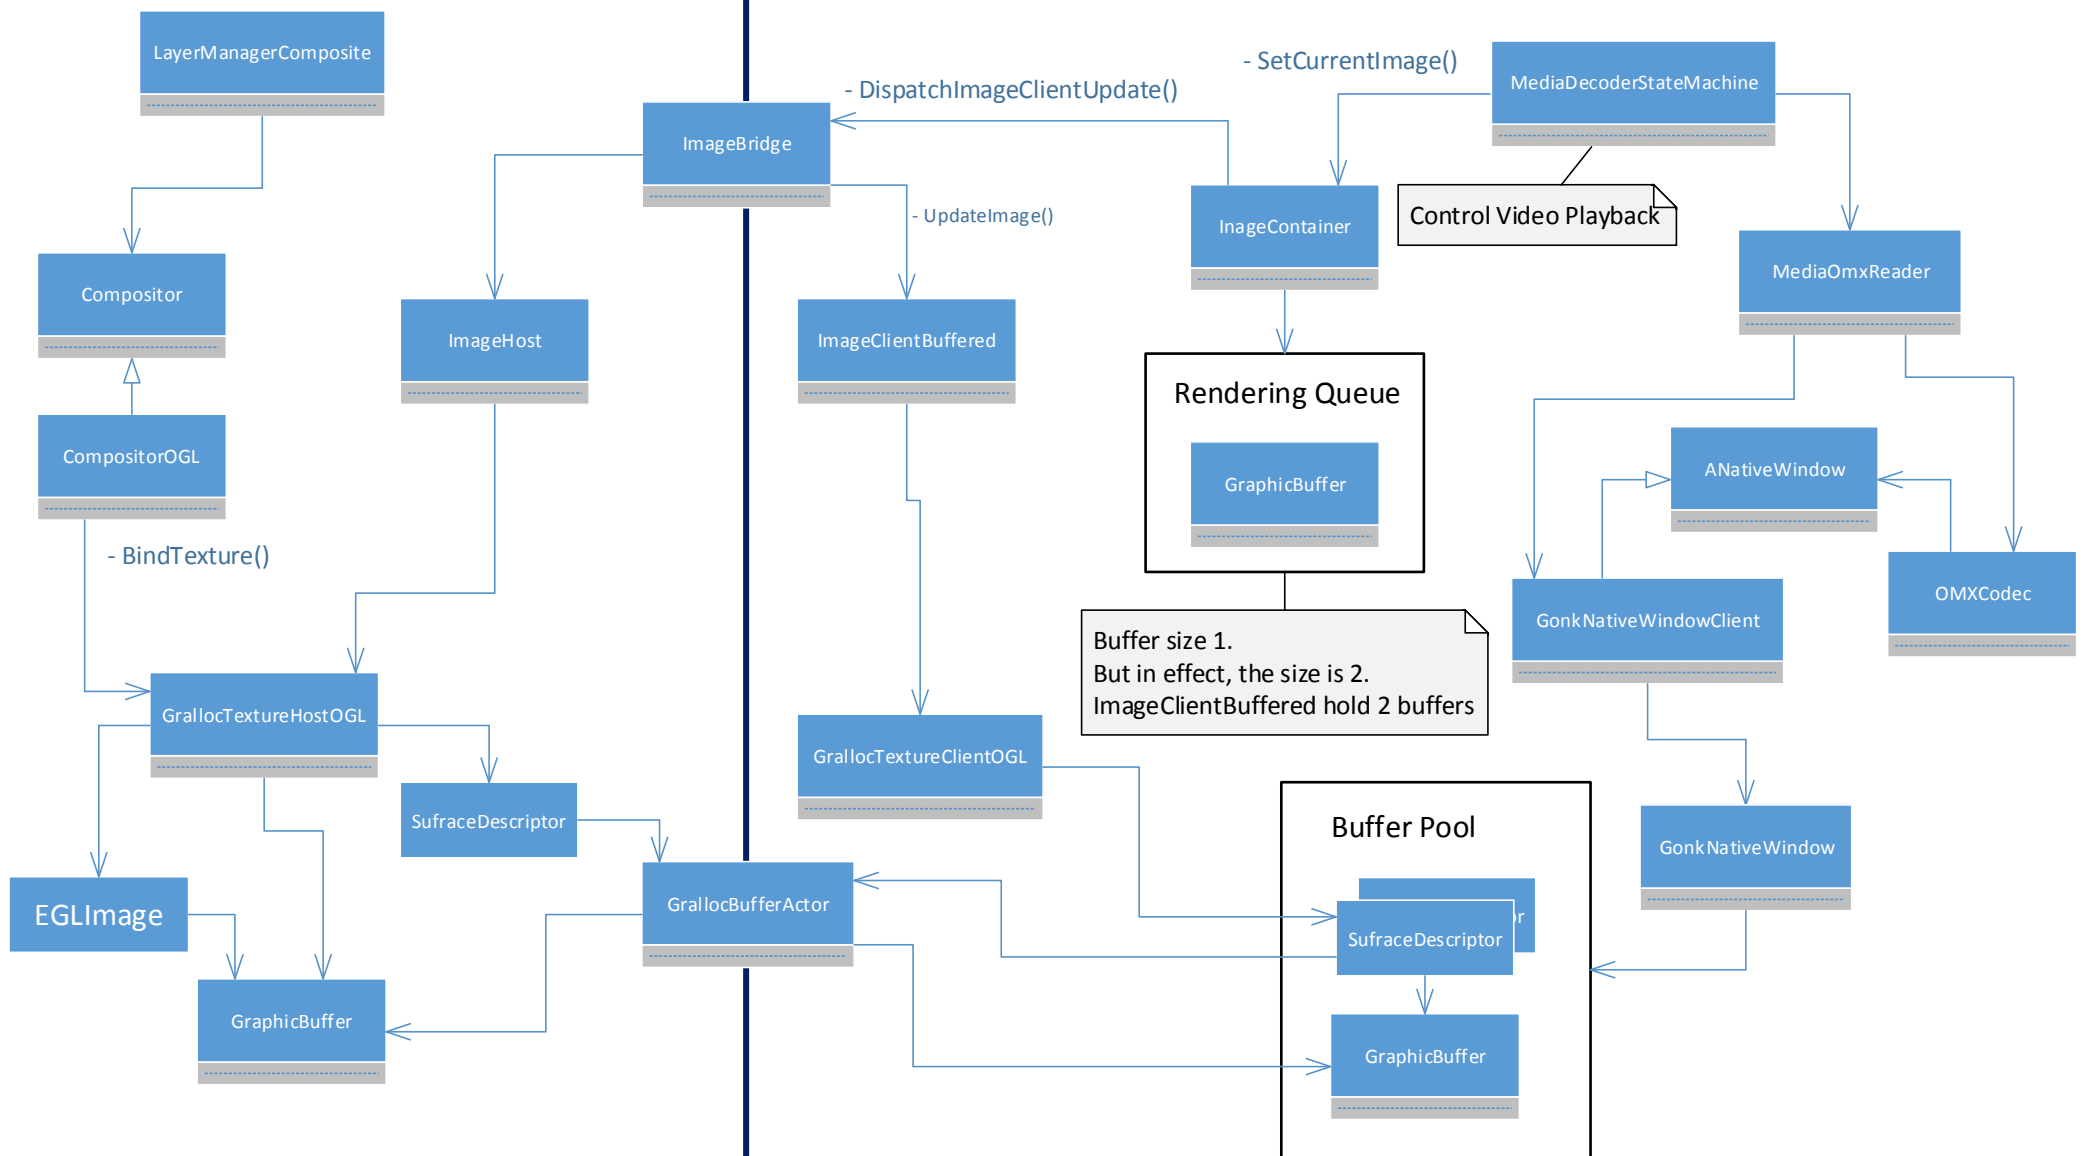 LayerManagerComposite
- SetCurrentImage()
MediaDecoderStateMachine
- DispatchImageClientUpdate()
ImageBridge
- UpdateImage()
InageContainer
Control Video Playback
MediaOmxReader
Compositor
ImageHost
ImageClientBuffered
Rendering Queue
GraphicBuffer
CompositorOGL
ANativeWindow
- BindTexture()
OMXCodec
GonkNativeWindowClient
Buffer size 1.
But in effect, the size is 2.
ImageClientBuffered hold 2 buffers
GrallocTextureHostOGL
GrallocTextureClientOGL
SufraceDescriptor
Buffer Pool
GonkNativeWindow
EGLImage
GrallocBufferActor
SufraceDescriptor
GraphicBuffer
GraphicBuffer